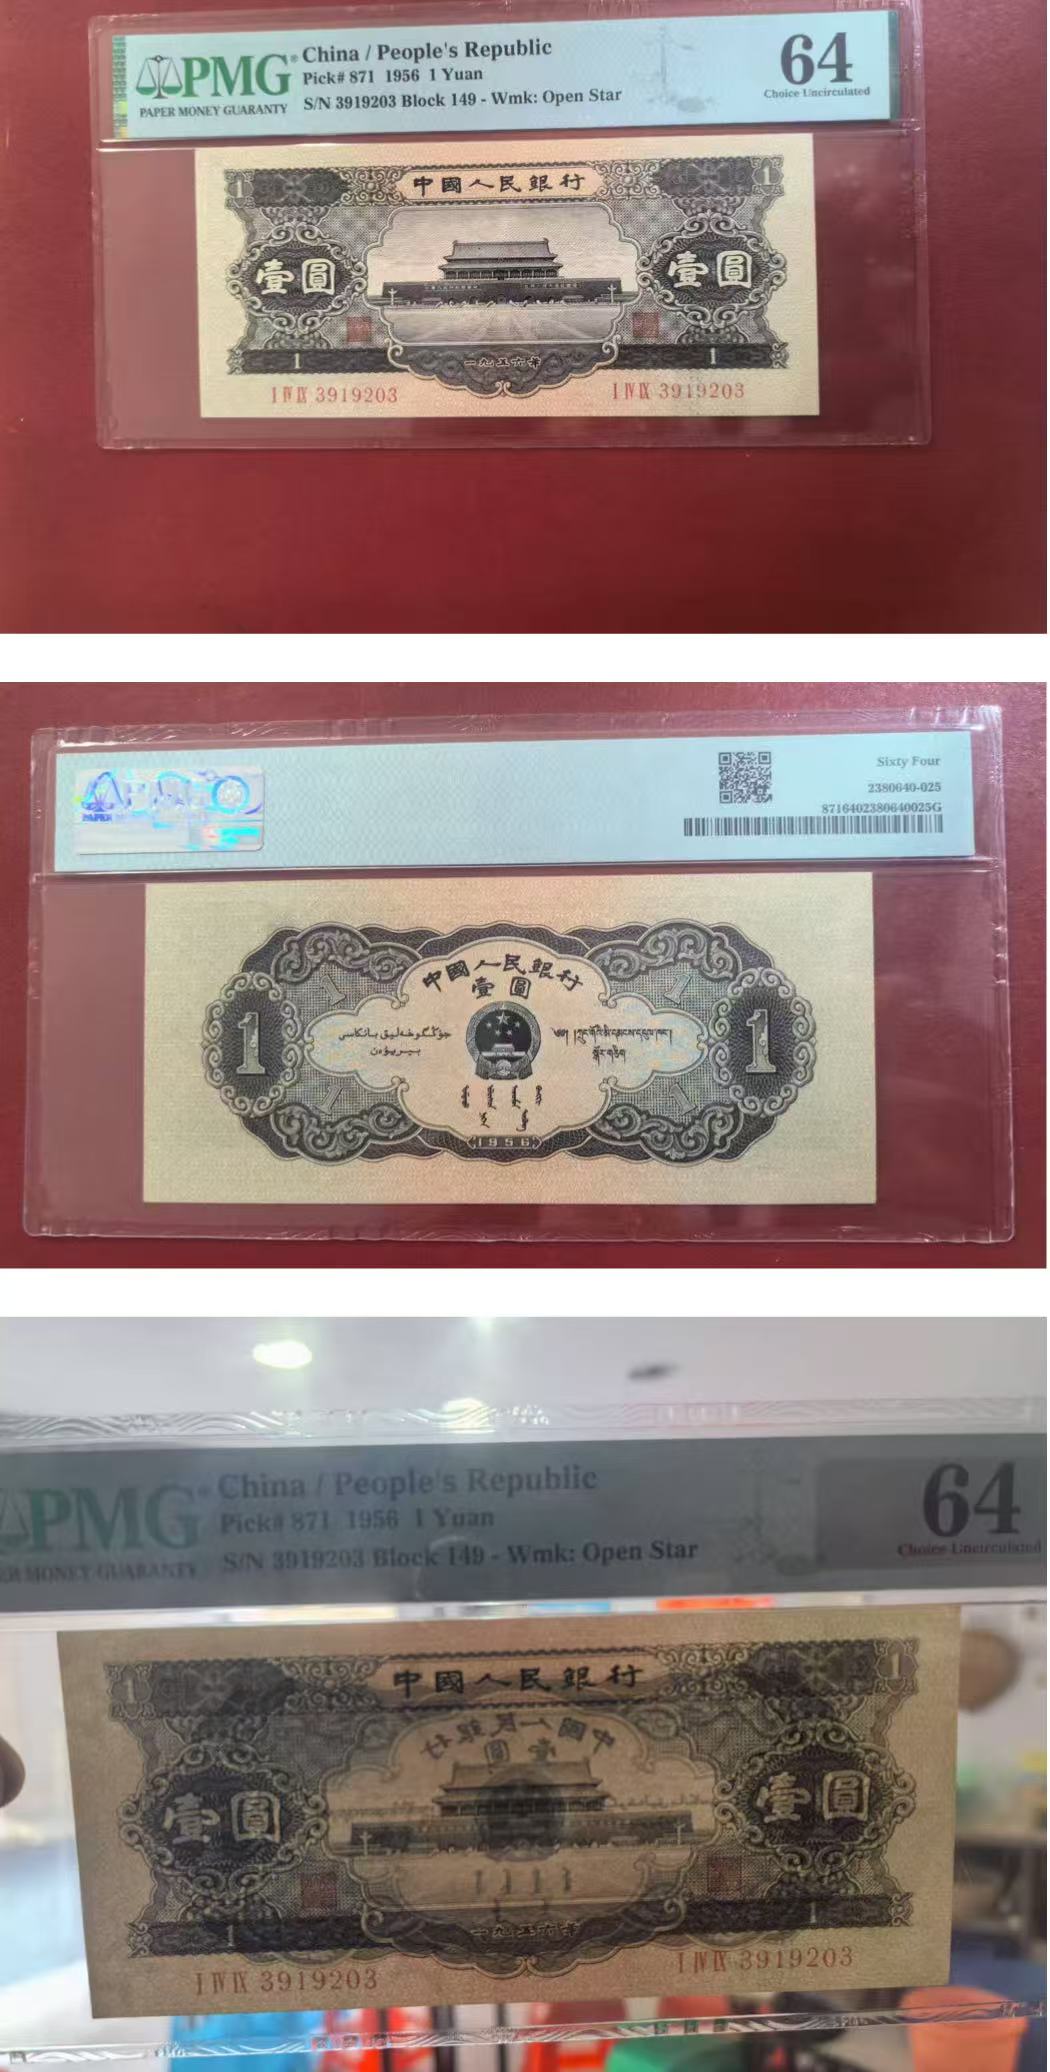 PMG
PAPER MONEY GUARANTY
China / People's Republic
Pick# 871 1956 1 Yuan
S/N 3919203 Block 149 - Wmk: Open Star
64
Choice Uncirculated
1 中國人民銀行 1
壹圓 壹圓
1 一九五六年 1
I IV IX 3919203 I IV IX 3919203
Sixty Four
2380640-025
8716402380640025G
中國人民銀行
壹圓
1 1
1 1
1 1
1956
PMG
China / People's Republic
Pick# 871 1956 1 Yuan
S/N 3919203 Block 149 - Wmk: Open Star
64
Choice Uncirculated
1 中國人民銀行 1
壹圓 壹圓
1 一九五六年 1
I IV IX 3919203 I IV IX 3919203